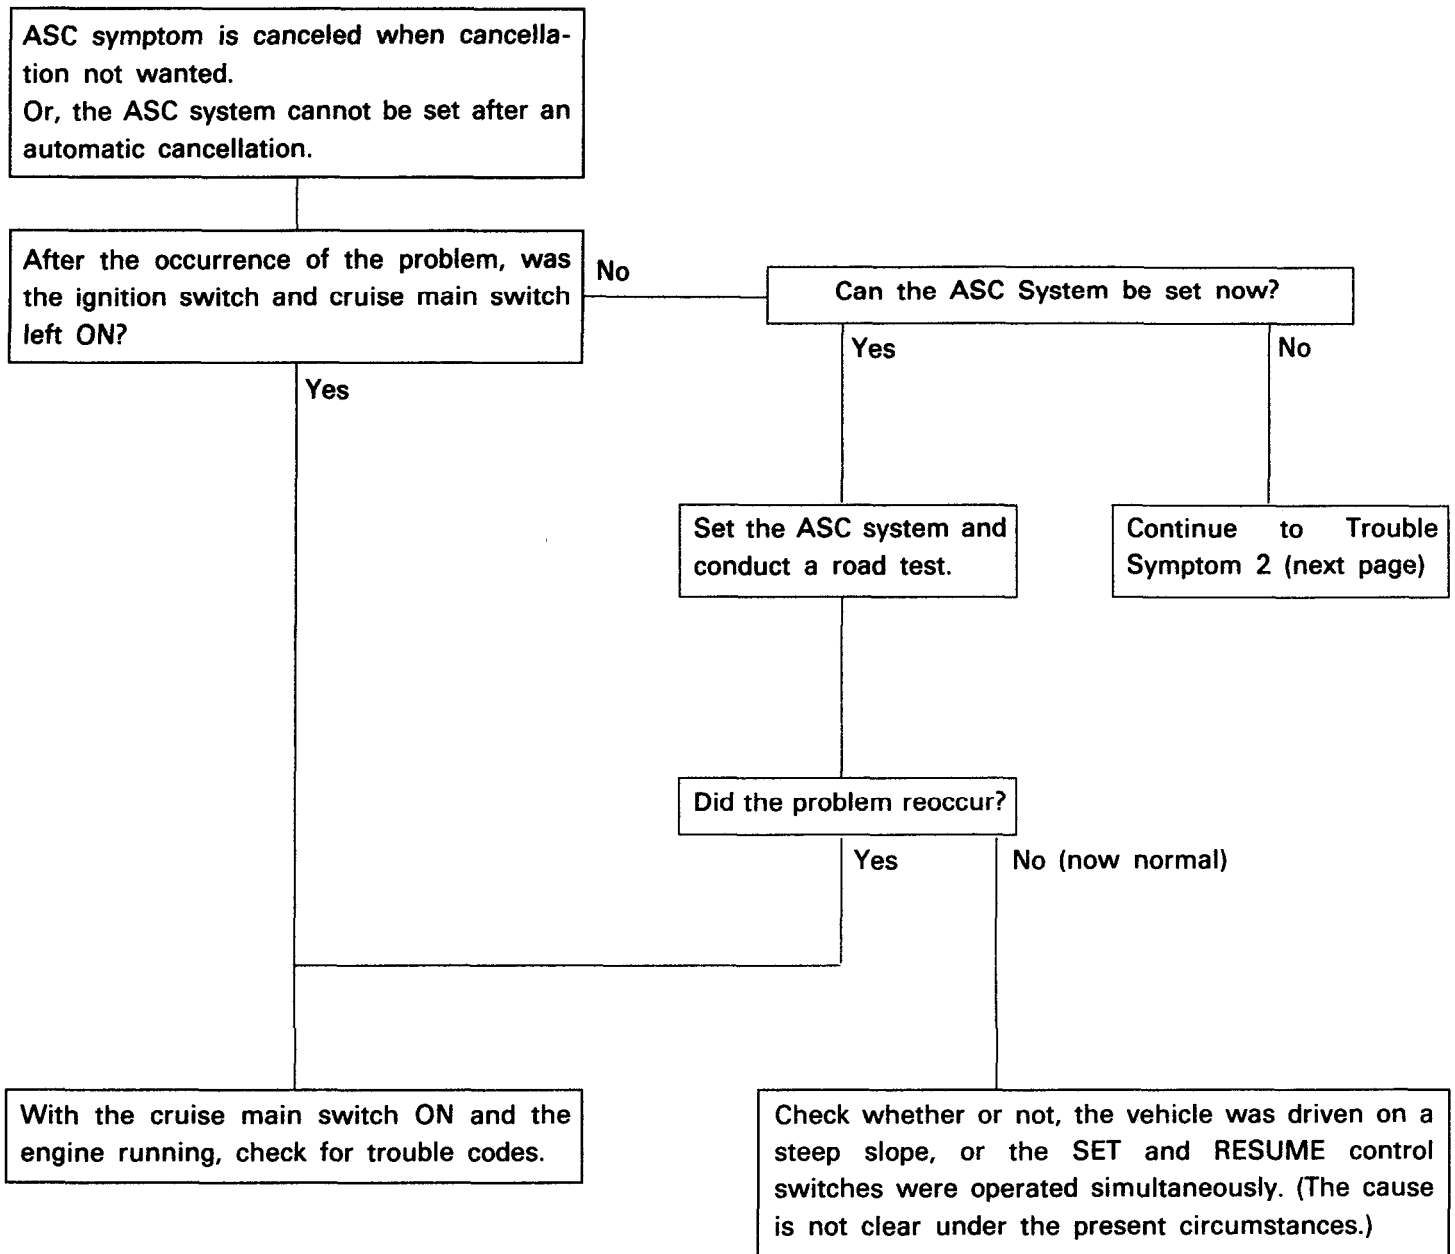 ASC symptom is canceled when cancella-
tion not wanted.
Or, the ASC system cannot be set after an
automatic cancellation.
After the occurrence of the problem, was
the ignition switch and cruise main switch
left ON?
No
Can the ASC System be set now?
Yes
Yes
No
Set the ASC system and
conduct a road test.
Continue to Trouble
Symptom 2 (next page)
Did the problem reoccur?
Yes
No (now normal)
With the cruise main switch ON and the
engine running, check for trouble codes.
Check whether or not, the vehicle was driven on a
steep slope, or the SET and RESUME control
switches were operated simultaneously. (The cause
is not clear under the present circumstances.)